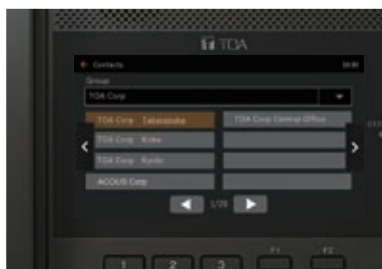 TOA
Contacts
Group
TOA Corp
TOA Corp Takarazuka
TOA Corp Central Office
TOA Corp Kobe
TOA Corp Kyoto
ACOUS Corp
1/20
F1 F2
1 2 3